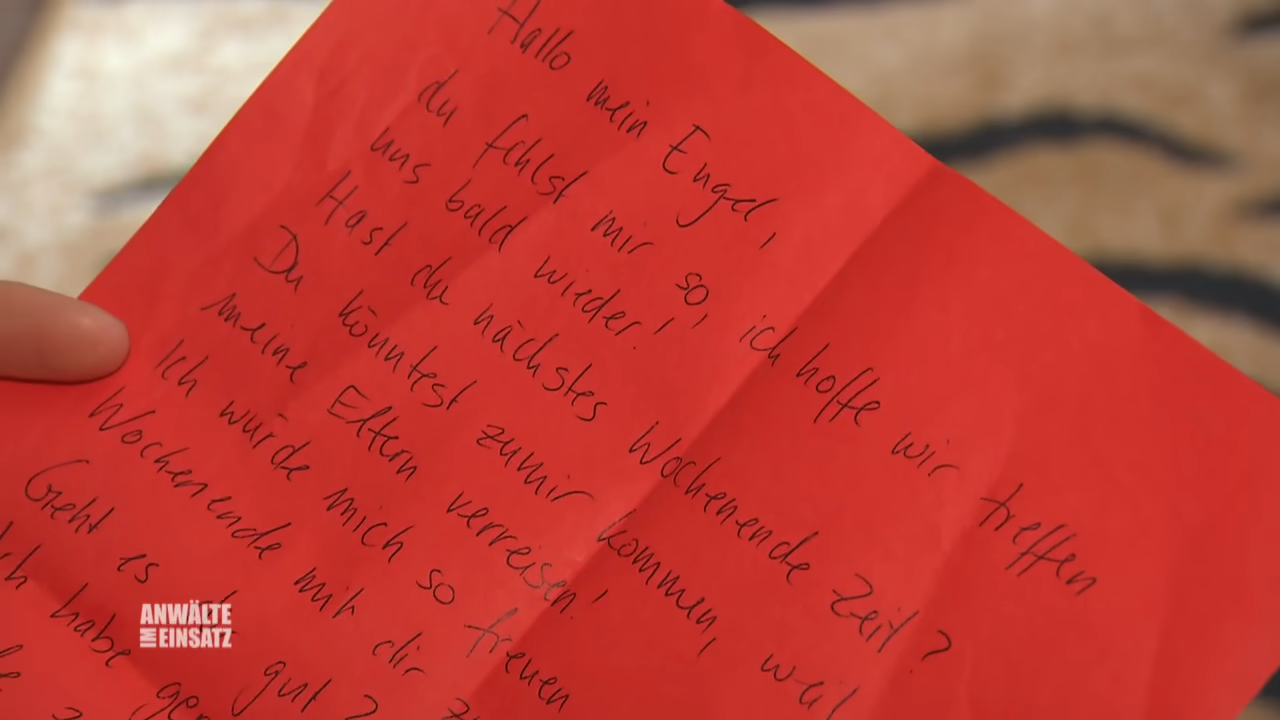 Hallo mein Engel,
du fehlst mir so, ich hoffe wir treffen
uns bald wieder!
Hast du nächstes Wochenende Zeit?
Du könntest zumir kommen, weil
meine Eltern verreisen!
Ich würde mich so freuen
Wochenende mit dir
Geht es gut?
Ich habe
ANWÄLTE
IM EINSATZ